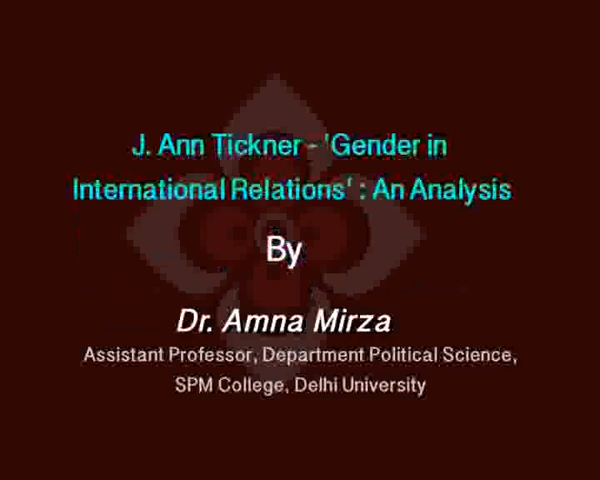 J. Ann Tickner - 'Gender in
International Relations' : An Analysis
By
Dr. Amna Mirza
Assistant Professor, Department Political Science,
SPM College, Delhi University